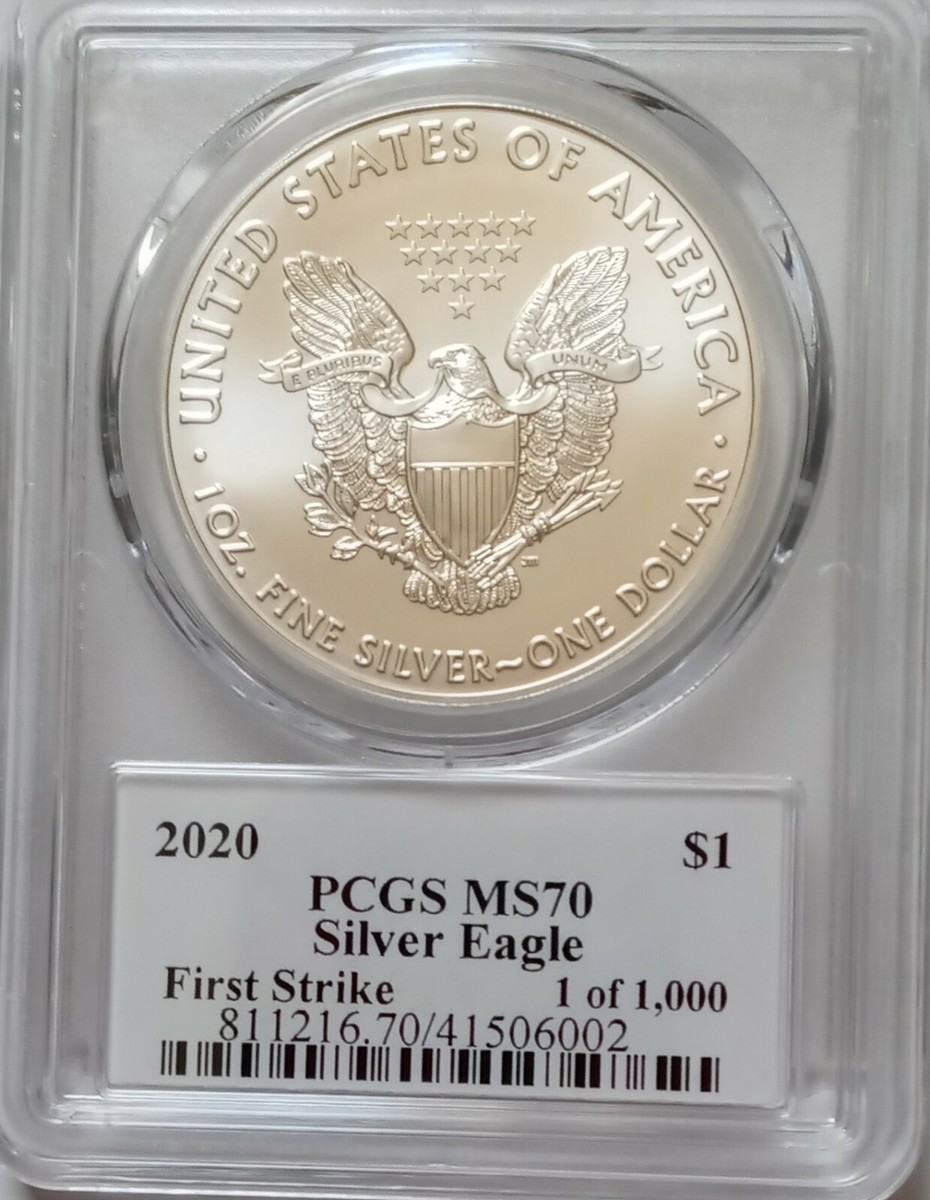 UNITED STATES OF AMERICA
E PLURIBUS UNUM
· 1 OZ. FINE SILVER~ONE DOLLAR ·
2020 $1
PCGS MS70
Silver Eagle
First Strike 1 of 1,000
811216.70/41506002